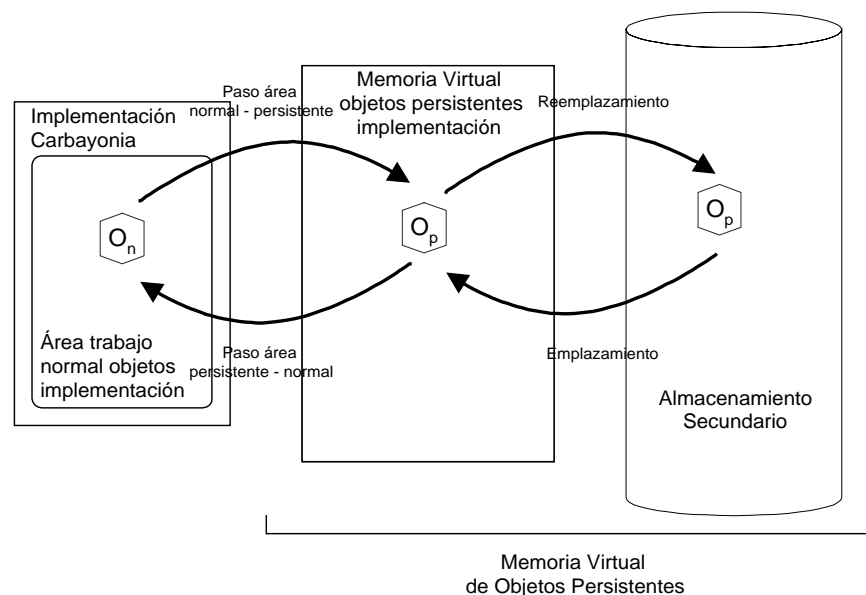 Paso área
normal - persistente
Memoria Virtual
objetos persistentes
implementación
Reemplazamiento
Implementación
Carbayonia
On
Op
Op
Área trabajo
normal objetos
implementación
Paso área
persistente - normal
Emplazamiento
Almacenamiento
Secundario
Memoria Virtual
de Objetos Persistentes